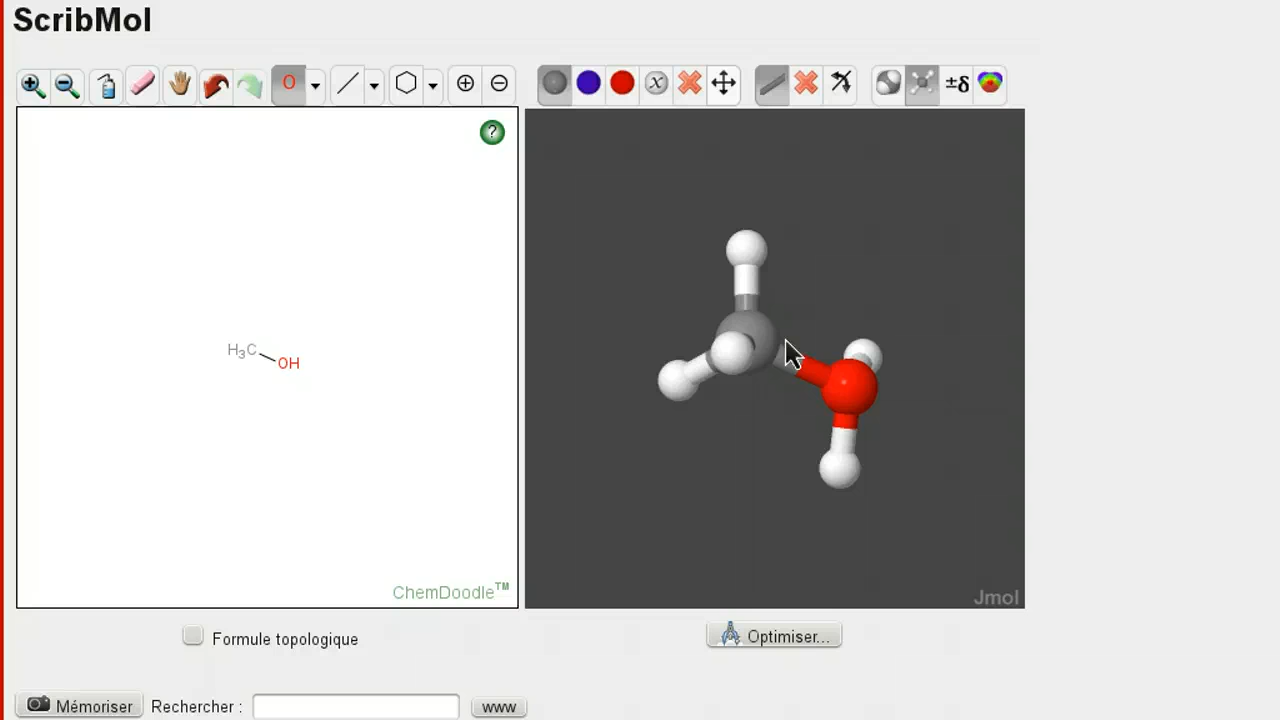 ScribMol
O
x
±δ
?
H3C
OH
ChemDoodle™
Jmol
Formule topologique
Optimiser...
Mémoriser Rechercher : www